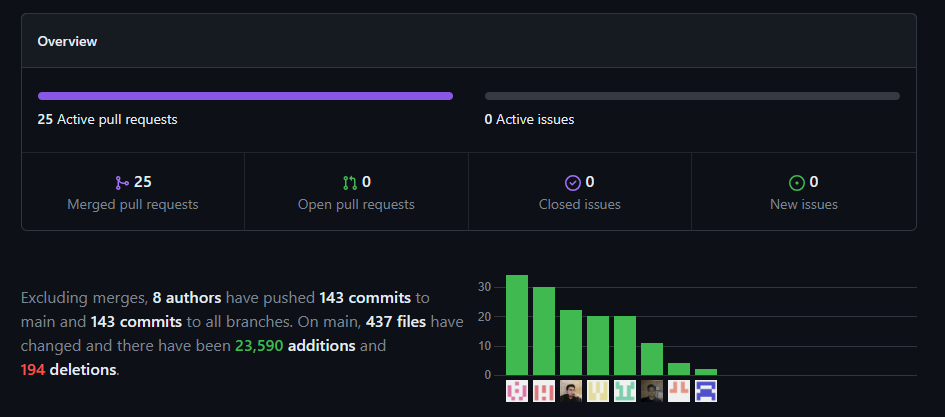 Overview
25 Active pull requests
0 Active issues
25
Merged pull requests
0
Open pull requests
0
Closed issues
0
New issues
Excluding merges, 8 authors have pushed 143 commits to
main and 143 commits to all branches. On main, 437 files have
changed and there have been 23,590 additions and
194 deletions.
30
20
10
0